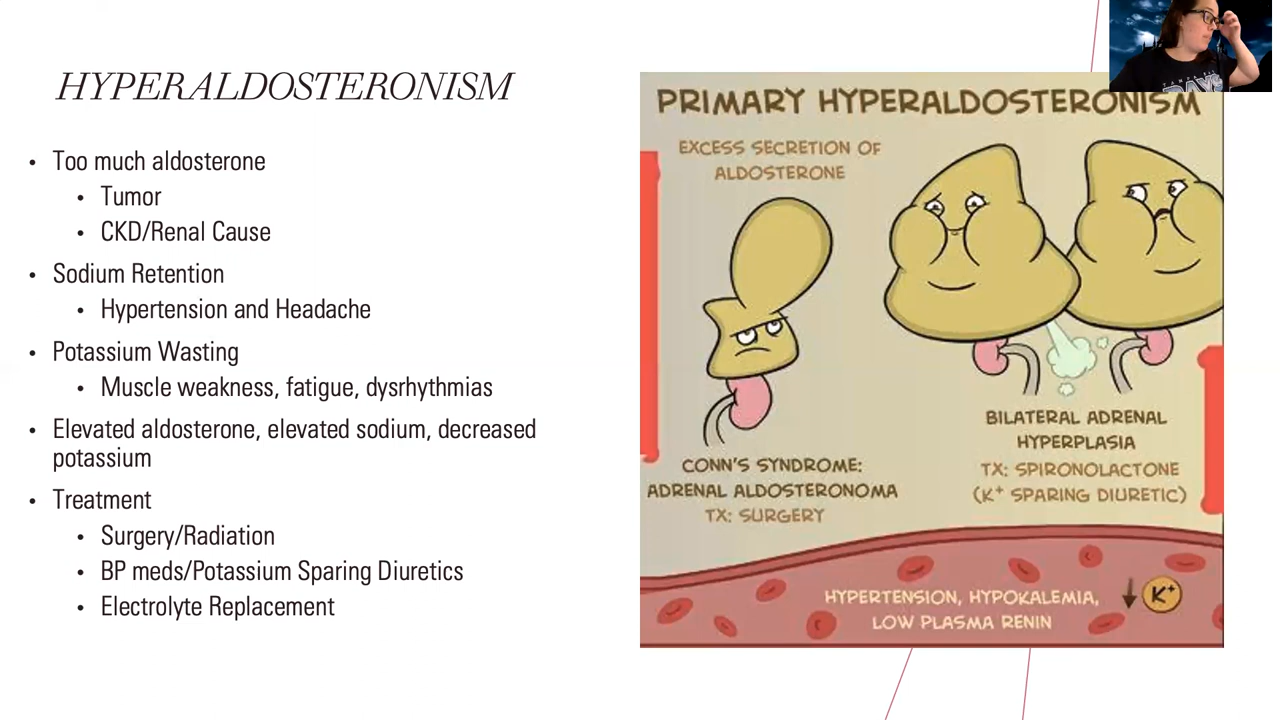 HYPERALDOSTERONISM
• Too much aldosterone
• Tumor
• CKD/Renal Cause
• Sodium Retention
• Hypertension and Headache
• Potassium Wasting
• Muscle weakness, fatigue, dysrhythmias
• Elevated aldosterone, elevated sodium, decreased
potassium
• Treatment
• Surgery/Radiation
• BP meds/Potassium Sparing Diuretics
• Electrolyte Replacement
PRIMARY HYPERALDOSTERONISM
EXCESS SECRETION OF
ALDOSTERONE
CONN'S SYNDROME:
ADRENAL ALDOSTERONOMA
TX: SURGERY
BILATERAL ADRENAL
HYPERPLASIA
TX: SPIRONOLACTONE
(K+ SPARING DIURETIC)
HYPERTENSION, HYPOKALEMIA,
LOW PLASMA RENIN
↓ K+
TAMPA BAY
RAYS